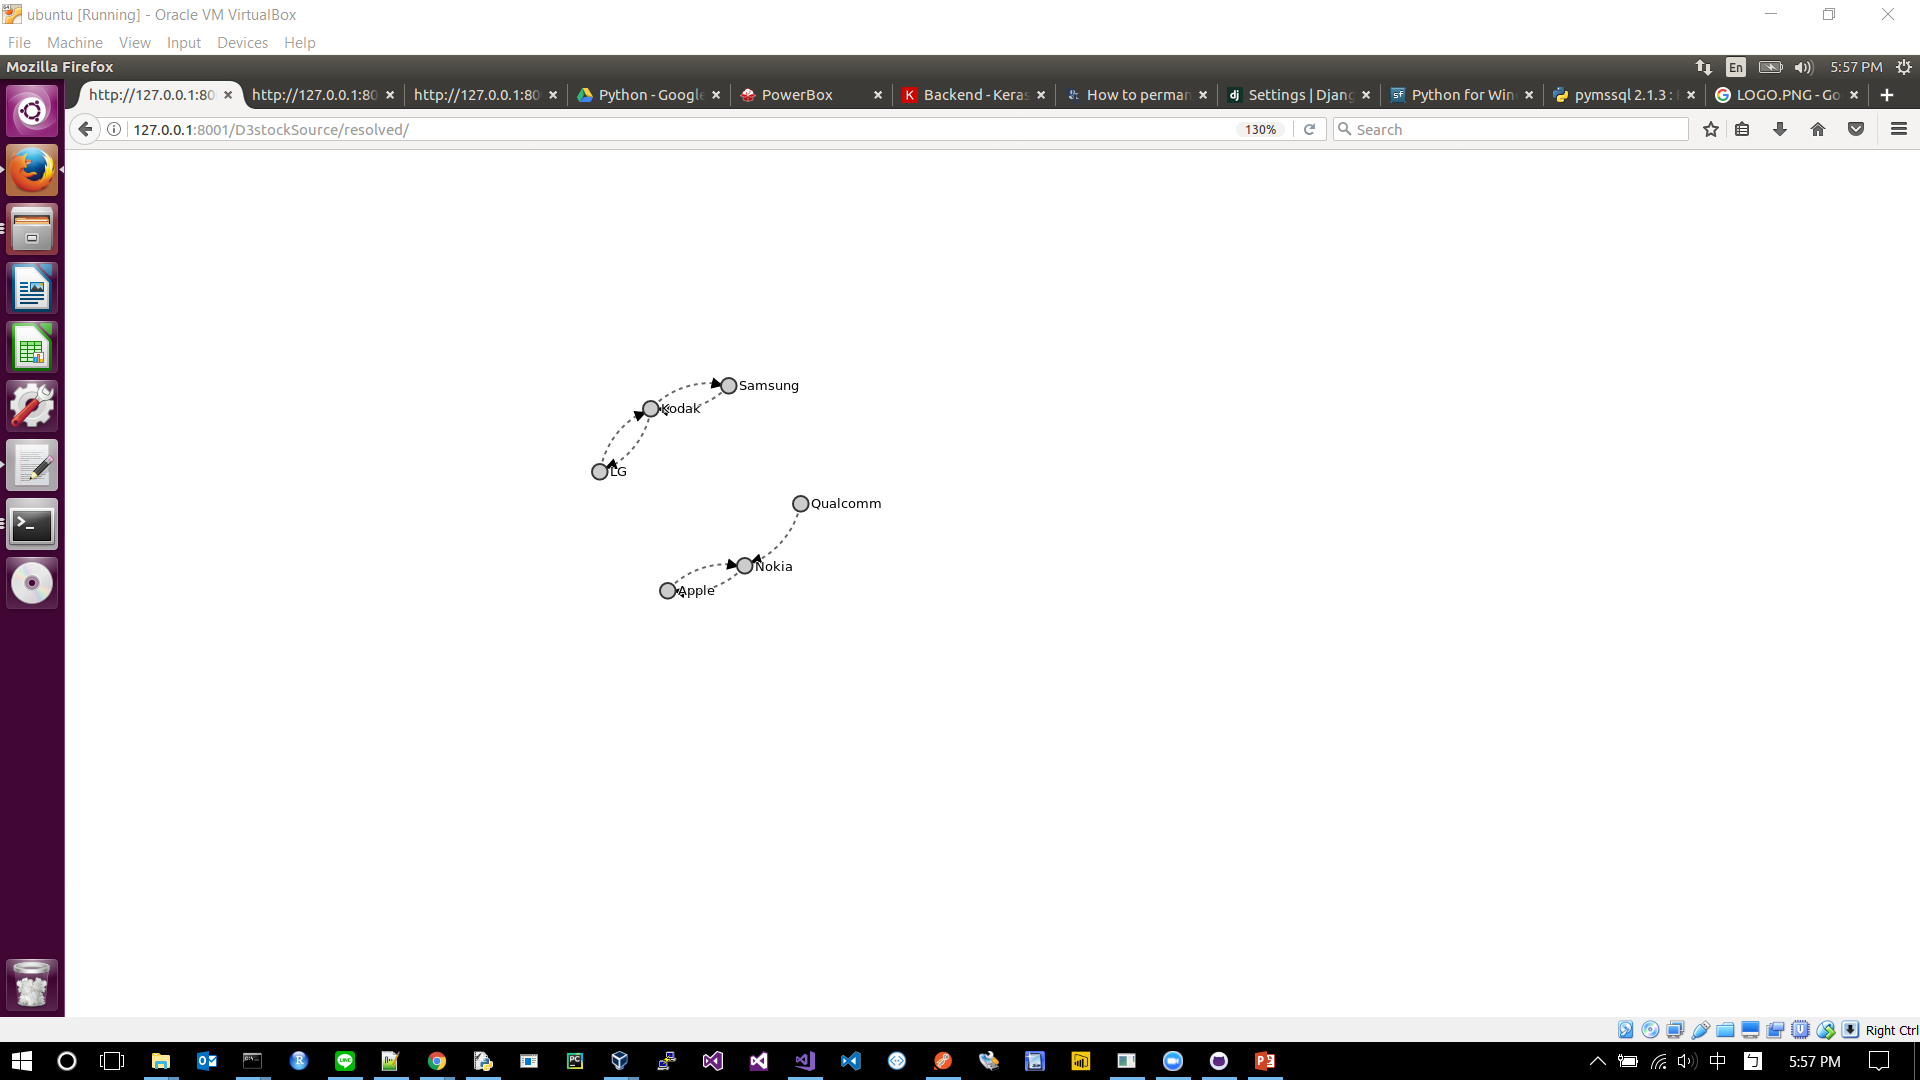 ubuntu [Running] - Oracle VM VirtualBox
File Machine View Input Devices Help
Mozilla Firefox
En 5:57 PM
http://127.0.0.1:80 http://127.0.0.1:80 http://127.0.0.1:80 Python - Google PowerBox Backend - Keras How to perman Settings | Djang Python for Win pymssql 2.1.3 : LOGO.PNG - Go
127.0.0.1:8001/D3stockSource/resolved/ 130% Search
Samsung
Kodak
LG
Qualcomm
Nokia
Apple
Right Ctrl
中 5:57 PM